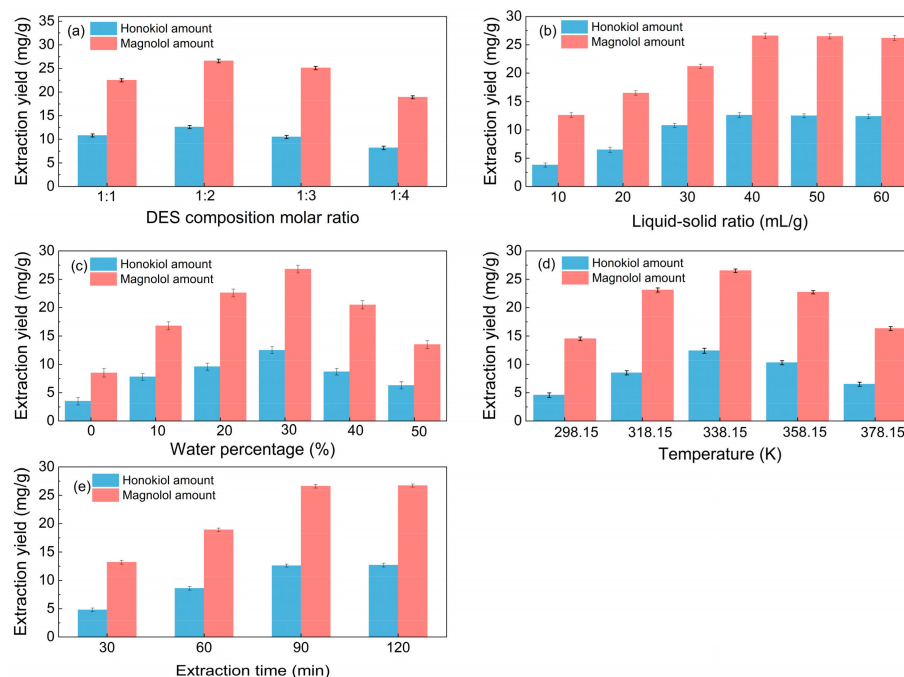 (a)
Honokiol amount
Magnolol amount
Extraction yield (mg/g)
35
30
25
20
15
10
5
0
1:1 1:2 1:3 1:4
DES composition molar ratio
(b)
Honokiol amount
Magnolol amount
Extraction yield (mg/g)
30
25
20
15
10
5
0
10 20 30 40 50 60
Liquid-solid ratio (mL/g)
(c)
Honokiol amount
Magnolol amount
Extraction yield (mg/g)
30
25
20
15
10
5
0
0 10 20 30 40 50
Water percentage (%)
(d)
Honokiol amount
Magnolol amount
Extraction yield (mg/g)
30
25
20
15
10
5
0
298.15 318.15 338.15 358.15 378.15
Temperature (K)
(e)
Honokiol amount
Magnolol amount
Extraction yield (mg/g)
30
25
20
15
10
5
0
30 60 90 120
Extraction time (min)